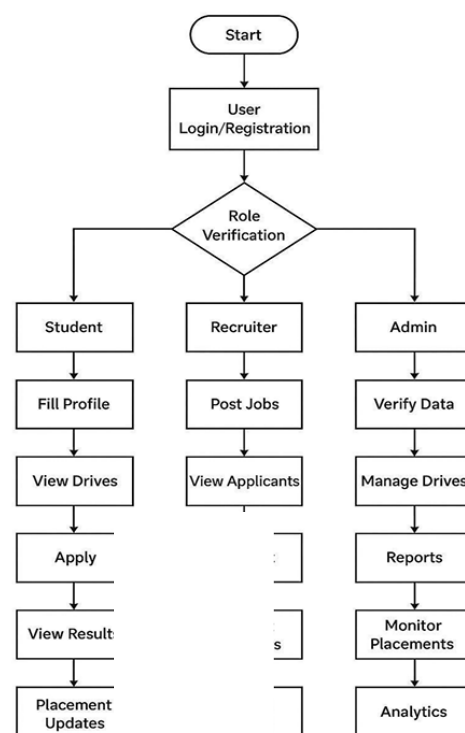 Start
User
Login/Registration
Role
Verification
Student
Recruiter
Admin
Fill Profile
Post Jobs
Verify Data
View Drives
View Applicants
Manage Drives
Apply
Reports
View Results
Monitor
Placements
Placement
Updates
Analytics